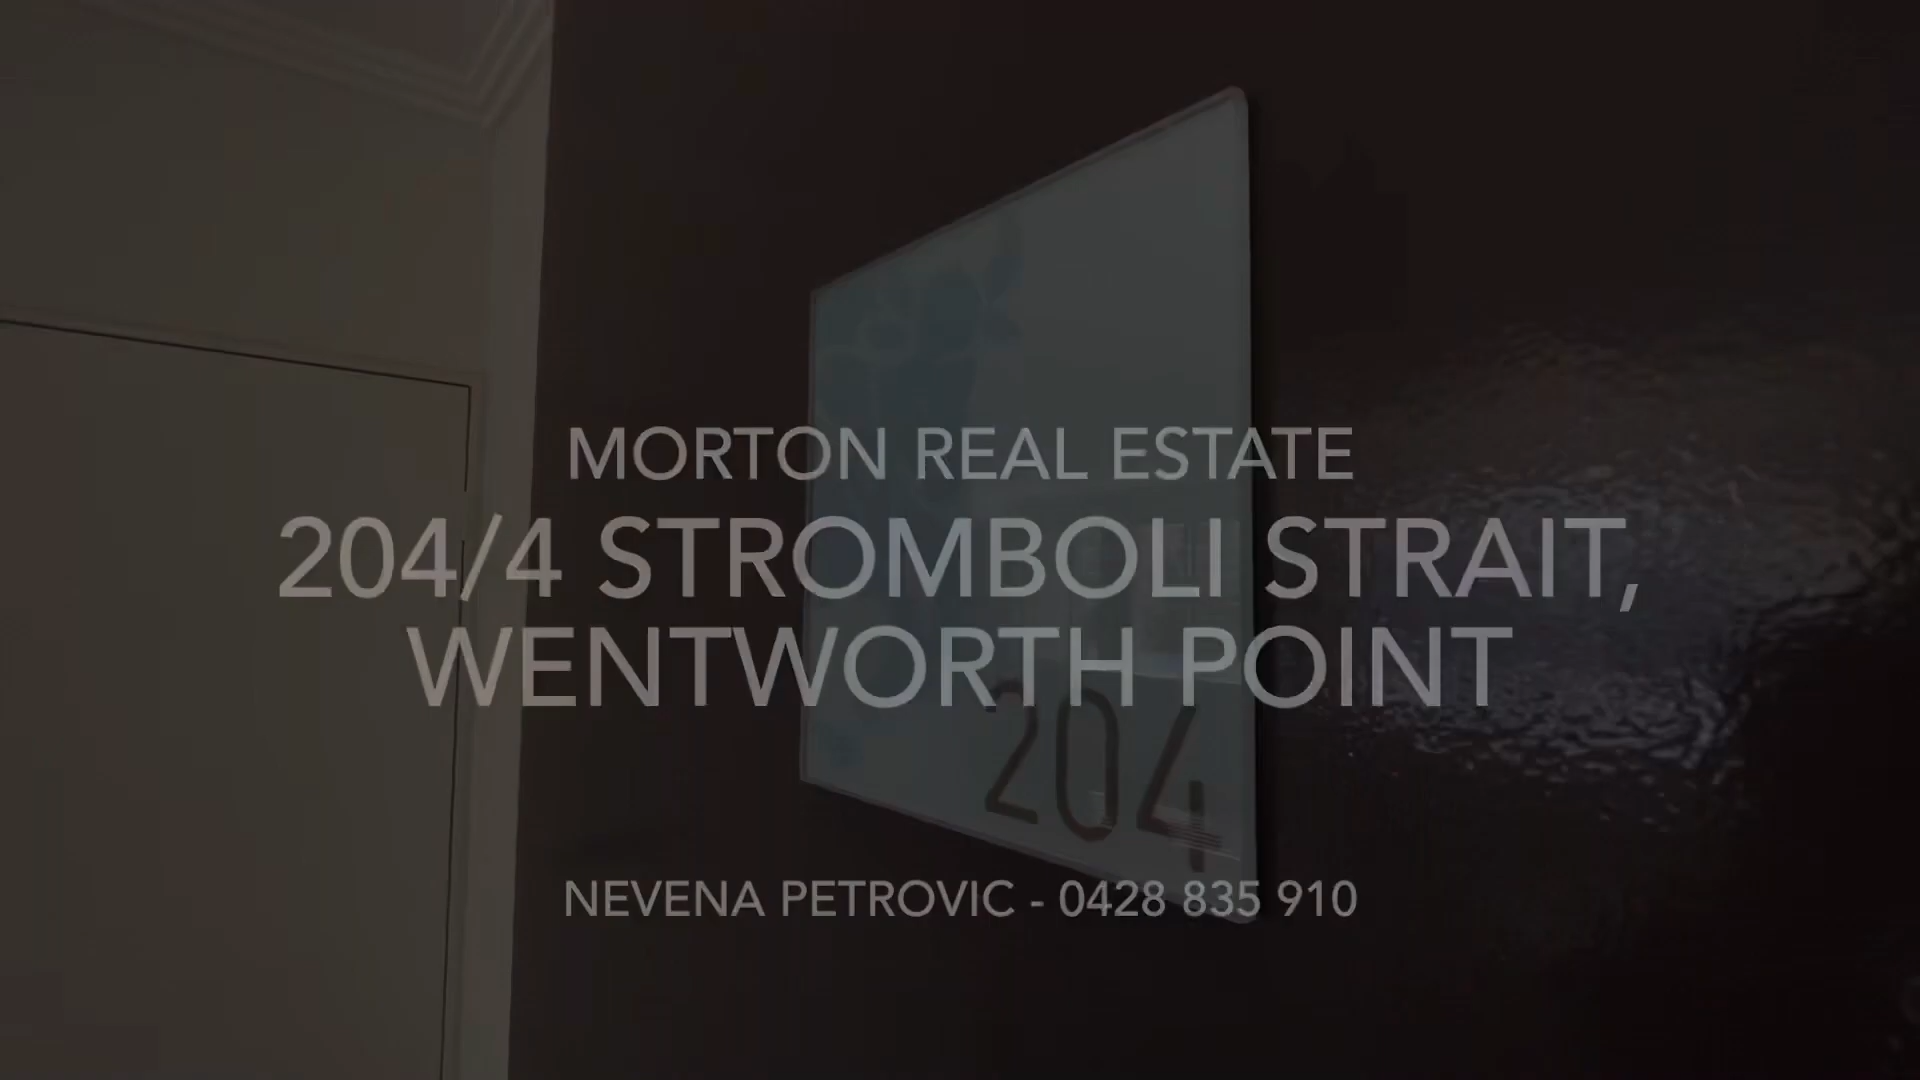 MORTON REAL ESTATE
204/4 STROMBOLI STRAIT,
WENTWORTH POINT
204
NEVENA PETROVIC - 0428 835 910